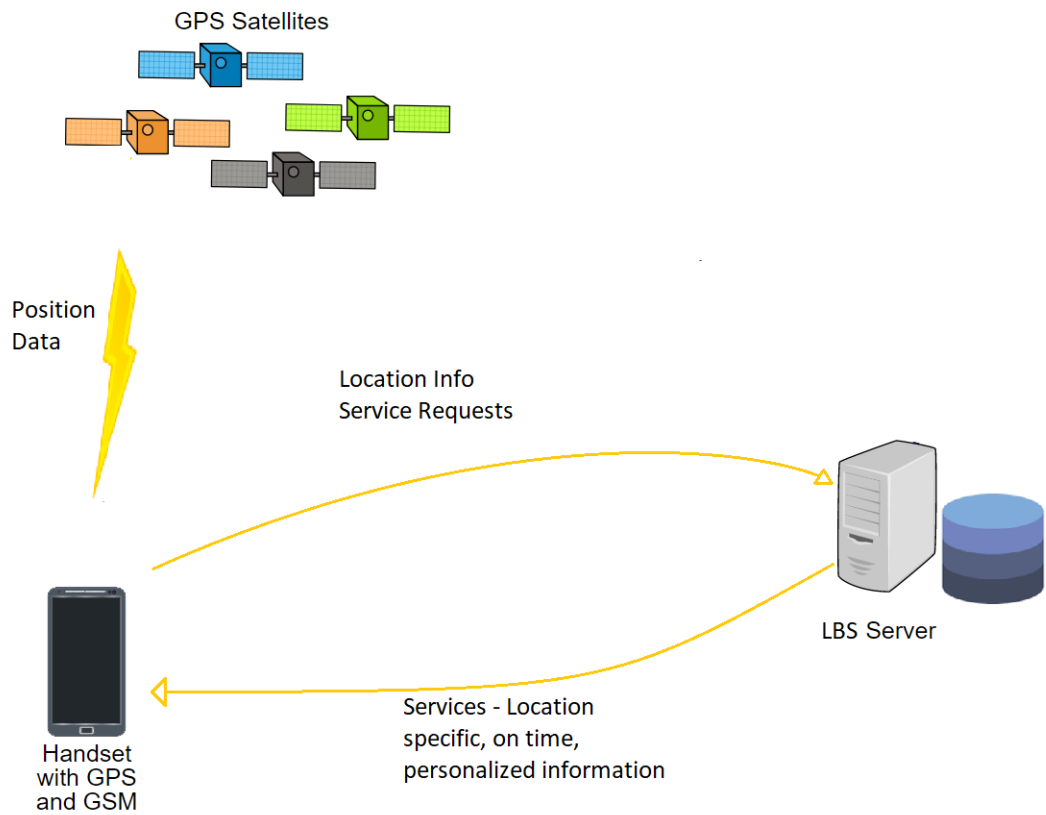 GPS Satellites
Position
Data
Location Info
Service Requests
LBS Server
Services - Location
specific, on time,
personalized information
Handset
with GPS
and GSM